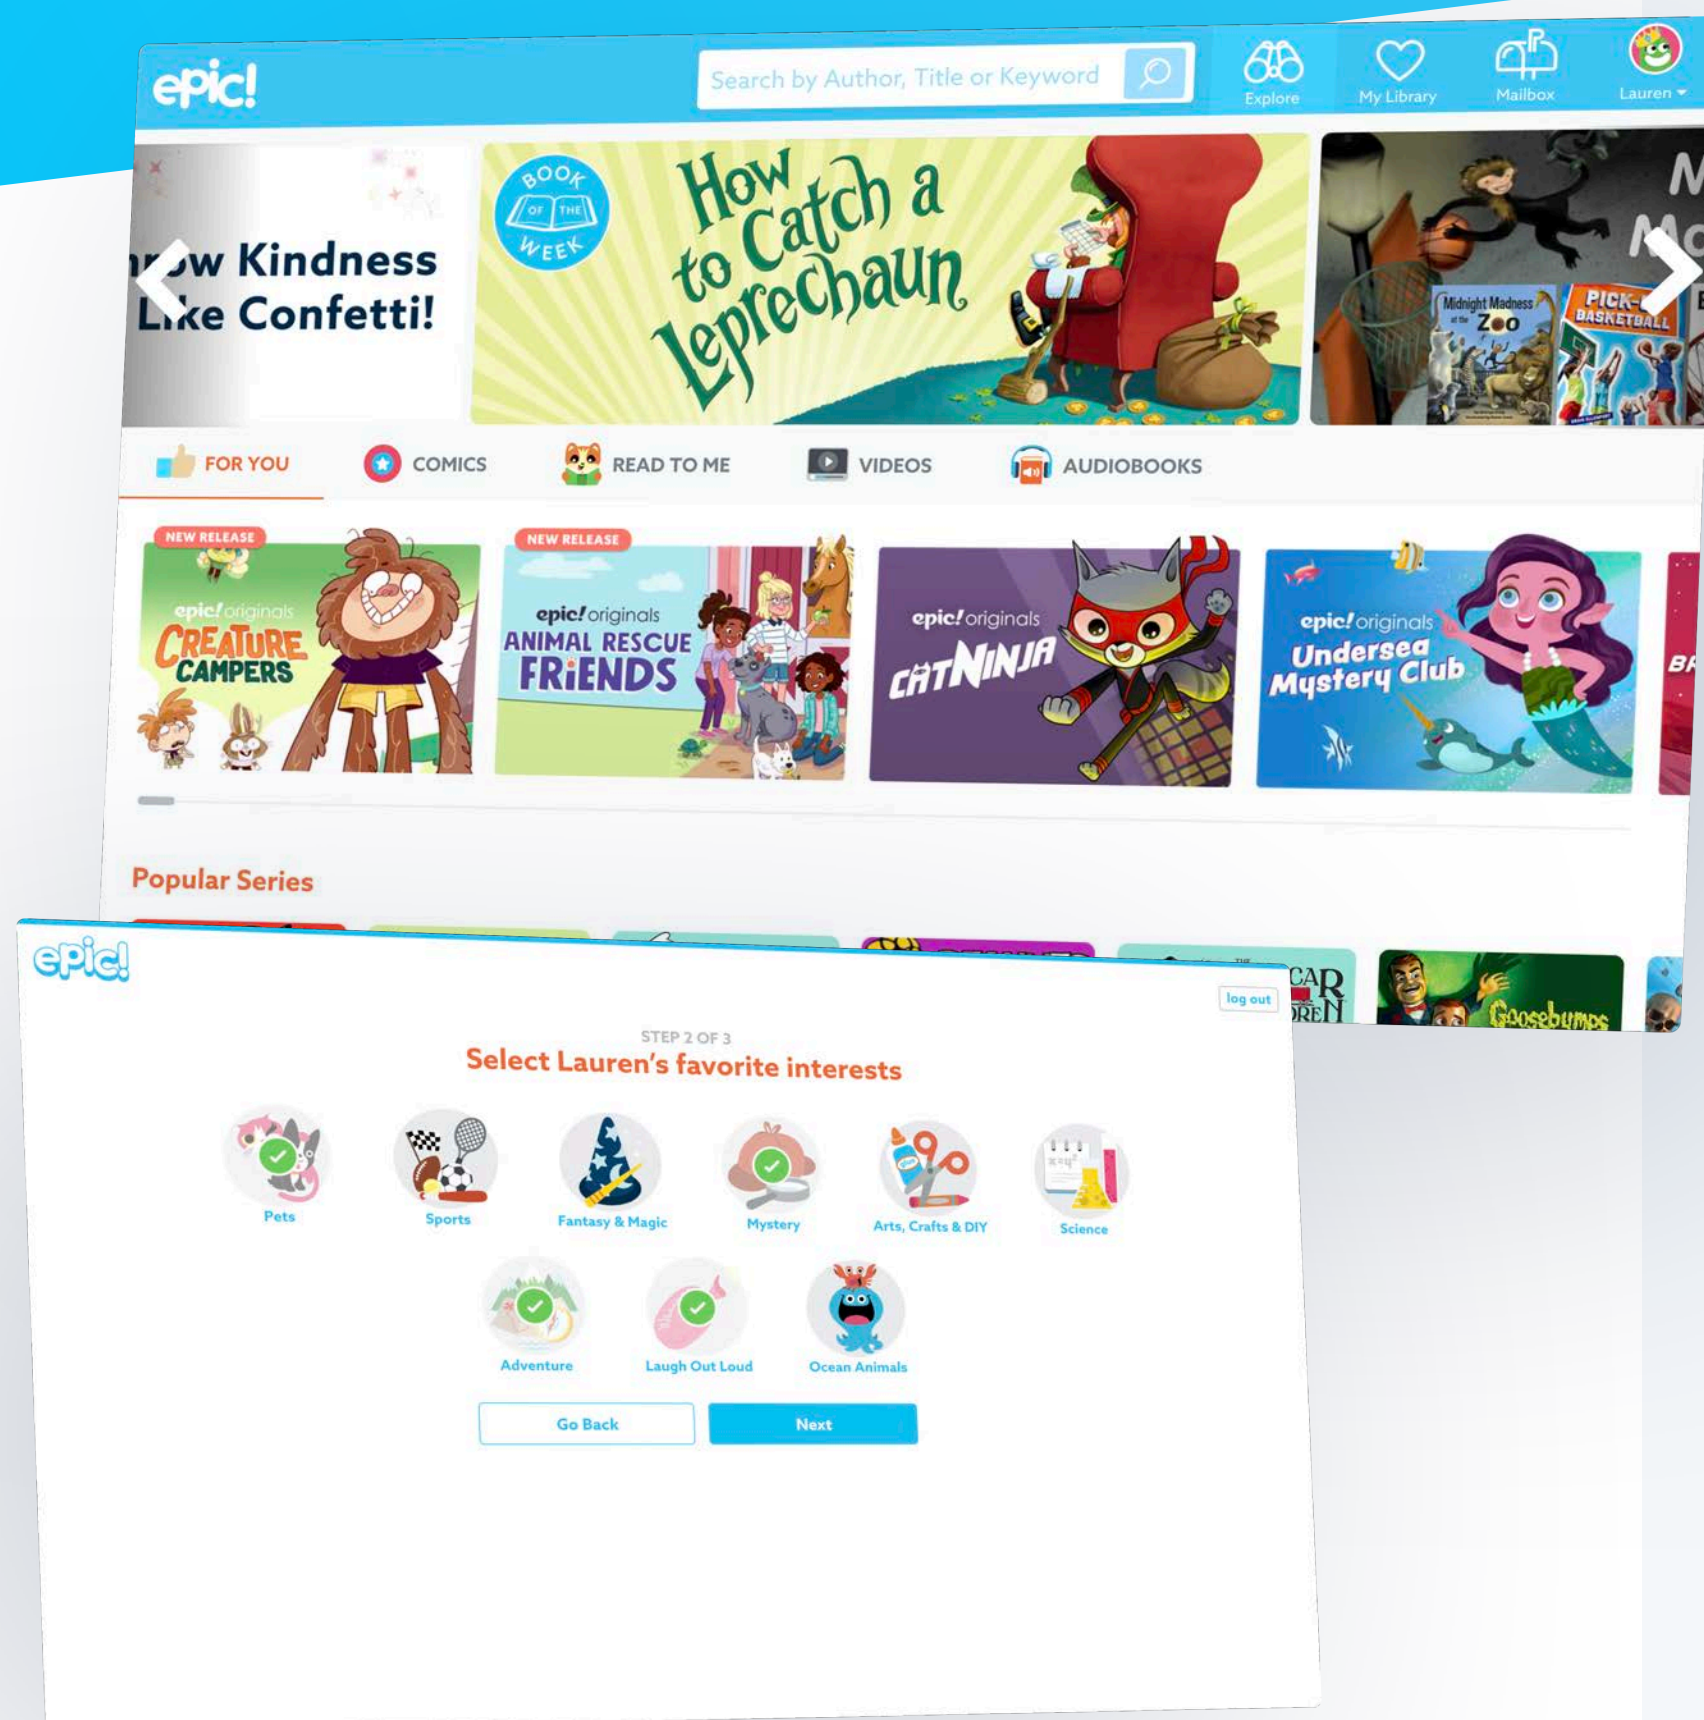 epic!
Search by Author, Title or Keyword
Explore
My Library
Mailbox
Lauren
Kindness
Like Confetti!
BOOK
OF THE
WEEK
How
to Catch a
Leprechaun
Midnight Madness
at the Zoo
BASKETBALL
FOR YOU
COMICS
READ TO ME
VIDEOS
AUDIOBOOKS
NEW RELEASE
epic! originals
CREATURE
CAMPERS
NEW RELEASE
epic! originals
ANIMAL RESCUE
FRiENDS
epic! originals
CATNINJA
epic! originals
Undersea
Mystery Club
Popular Series
THE
Goosebumps
epic!
log out
STEP 2 OF 3
Select Lauren's favorite interests
glue
Pets
Sports
Fantasy & Magic
Mystery
Arts, Crafts & DIY
Science
Adventure
Laugh Out Loud
Ocean Animals
Go Back
Next